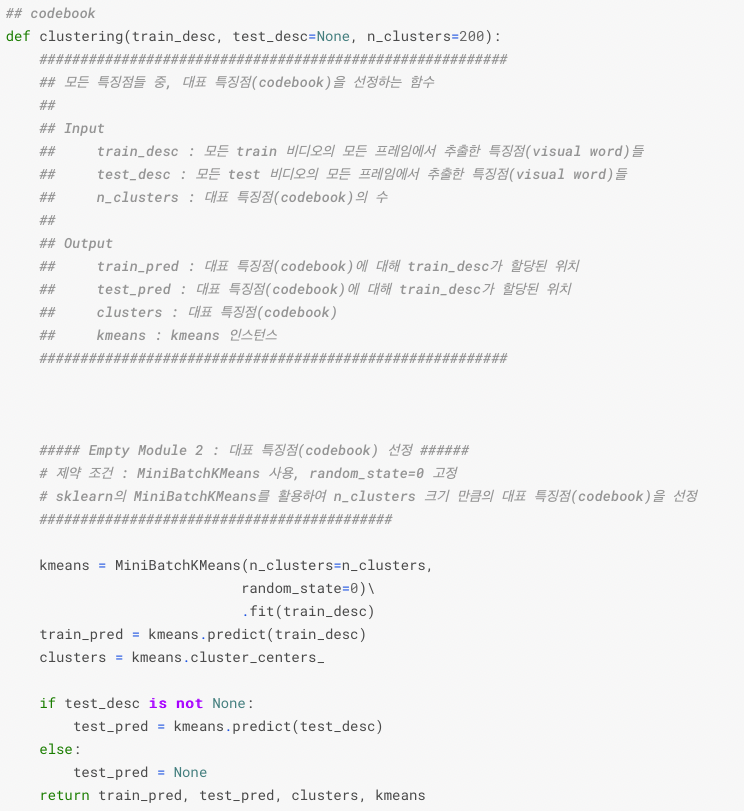 ## codebook
def clustering(train_desc, test_desc=None, n_clusters=200):
    #########################################################
    ## 모든 특징점들 중, 대표 특징점(codebook)을 선정하는 함수
    ##
    ## Input
    ##     train_desc : 모든 train 비디오의 모든 프레임에서 추출한 특징점(visual word)들
    ##     test_desc : 모든 test 비디오의 모든 프레임에서 추출한 특징점(visual word)들
    ##     n_clusters : 대표 특징점(codebook)의 수
    ##
    ## Output
    ##     train_pred : 대표 특징점(codebook)에 대해 train_desc가 할당된 위치
    ##     test_pred : 대표 특징점(codebook)에 대해 train_desc가 할당된 위치
    ##     clusters : 대표 특징점(codebook)
    ##     kmeans : kmeans 인스턴스
    #########################################################
    ##### Empty Module 2 : 대표 특징점(codebook) 선정 ######
    # 제약 조건 : MiniBatchKMeans 사용, random_state=0 고정
    # sklearn의 MiniBatchKMeans를 활용하여 n_clusters 크기 만큼의 대표 특징점(codebook)을 선정
    ###########################################
    kmeans = MiniBatchKMeans(n_clusters=n_clusters,
                            random_state=0)\
                            .fit(train_desc)
    train_pred = kmeans.predict(train_desc)
    clusters = kmeans.cluster_centers_
    if test_desc is not None:
        test_pred = kmeans.predict(test_desc)
    else:
        test_pred = None
    return train_pred, test_pred, clusters, kmeans